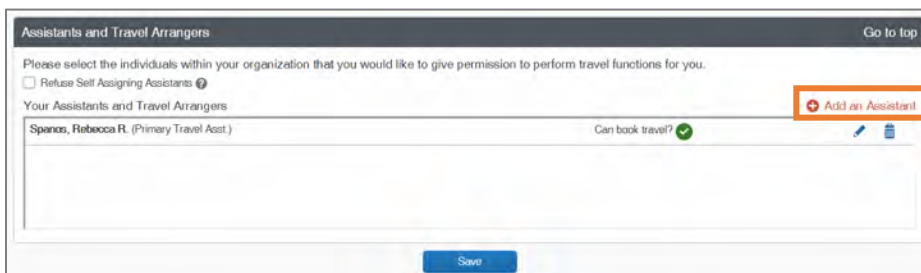 Assistants and Travel Arrangers Go to top
Please select the individuals within your organization that you would like to give permission to perform travel functions for you.
Refuse Self Assigning Assistants ?
Your Assistants and Travel Arrangers Add an Assistant
Spanos, Rebecca R. (Primary Travel Asst.) Can book travel?
Save